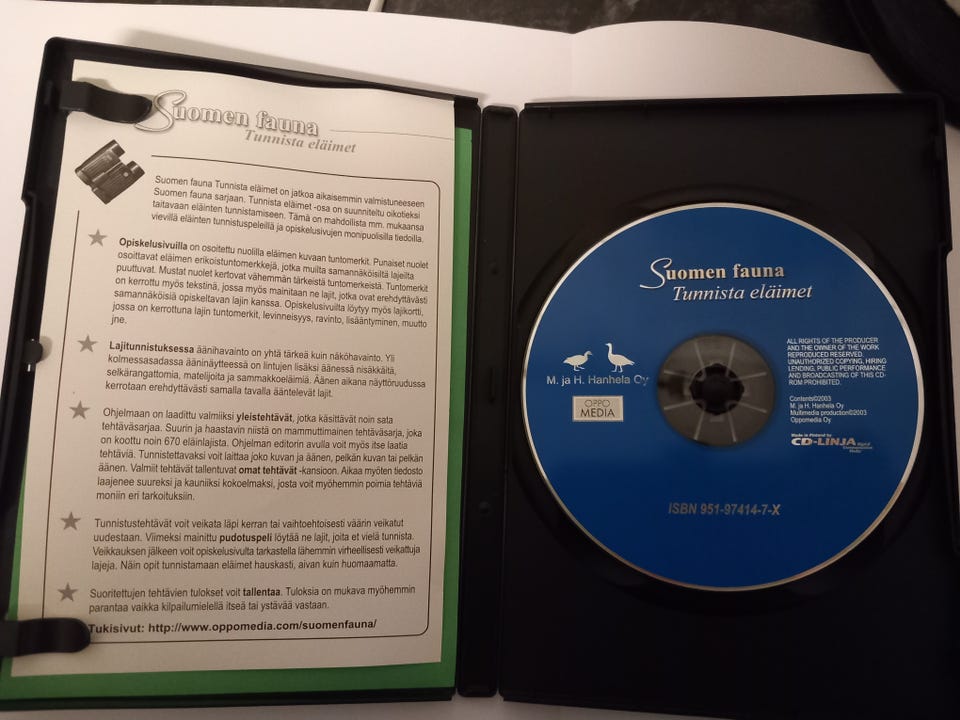 Suomen fauna
Tunnista eläimet
Suomen fauna Tunnista eläimet on jatkoa aikaisemmin valmistuneeseen
Suomen fauna sarjaan. Tunnista eläimet -osa on suunniteltu oikotieksi
taitavaan eläinten tunnistamiseen. Tämä on mahdollista mm. mukaansa
vievillä eläinten tunnistuspeleillä ja opiskelusivujen monipuolisilla tiedoilla.
Opiskelusivuilla on osoitettu nuolilla eläimen kuvaan tuntomerkit. Punaiset nuolet
osoittavat eläimen erikoistuntomerkkejä, jotka muilta samannäköisiltä lajeilta
puuttuvat. Mustat nuolet kertovat vähemmän tärkeistä tuntomerkeistä. Tuntomerkit
on kerrottu myös tekstinä, jossa myös mainitaan ne lajit, jotka ovat erehdyttävästi
samannäköisiä opiskeltavan lajin kanssa. Opiskelusivuilta löytyy myös lajikortti,
jossa on kerrottuna lajin tuntomerkit, levinneisyys, ravinto, lisääntyminen, muutto
jne.
Lajitunnistuksessa äänihavainto on yhtä tärkeä kuin näköhavainto. Yli
kolmessasadassa ääninäytteessä on lintujen lisäksi äänessä nisäkkäitä,
selkärangattomia, matelijoita ja sammakkoeläimiä. Äänen aikana näyttöruudussa
kerrotaan erehdyttävästi samalla tavalla ääntelevät lajit.
Ohjelmaan on laadittu valmiiksi yleistehtävät, jotka käsittävät noin sata
tehtäväsarjaa. Suurin ja haastavin niistä on mammuttimainen tehtäväsarja, joka
on koottu noin 670 eläinlajista. Ohjelman editorin avulla voit myös itse laatia
tehtäviä. Tunnistettavaksi voit laittaa joko kuvan ja äänen, pelkän kuvan tai pelkän
äänen. Valmiit tehtävät tallentuvat omat tehtävät -kansioon. Aikaa myöten tiedosto
laajenee suureksi ja kauniiksi kokoelmaksi, josta voit myöhemmin poimia tehtäviä
moniin eri tarkoituksiin.
Tunnistustehtävät voit veikata läpi kerran tai vaihtoehtoisesti väärin veikatut
uudestaan. Viimeksi mainittu pudotuspeli löytää ne lajit, joita et vielä tunnista.
Veikkauksen jälkeen voit opiskelusivulta tarkastella lähemmin virheellisesti veikattuja
lajeja. Näin opit tunnistamaan eläimet hauskasti, aivan kuin huomaamatta.
Suoritettujen tehtävien tulokset voit tallentaa. Tuloksia on mukava myöhemmin
parantaa vaikka kilpailumielellä itseä tai ystävää vastaan.
Tukisivut: http://www.oppomedia.com/suomenfauna/
Suomen fauna
Tunnista eläimet
M. ja H. Hanhela Oy
OPPO
MEDIA
ALL RIGHTS OF THE PRODUCER
AND THE OWNER OF THE WORK
REPRODUCED RESERVED.
UNAUTHORIZED COPYING, HIRING
LENDING, PUBLIC PERFORMANCE
AND BROADCASTING OF THIS CD-
ROM PROHIBITED.
Contents©2003
M. ja H. Hanhela Oy
Multimedia production©2003
Oppomedia Oy
Made in Finland by
CD-LINJA Digital
Communication
Media
ISBN 951-97414-7-X